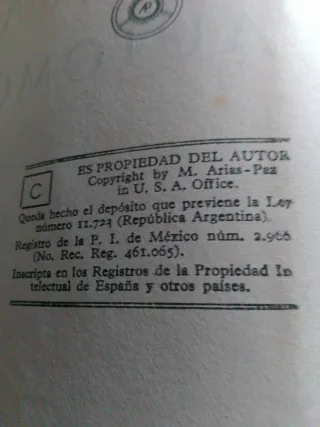 ES PROPIEDAD DEL AUTOR
Copyright by M. Arias-Paz
in U. S. A. Office.
C
Queda hecho el depósito que previene la Ley
número 11.723 (República Argentina).
Registro de la P. I. de México núm. 2.966
(No. Rec. Reg. 461.065).
Inscripta en los Registros de la Propiedad In
telectual de España y otros países.